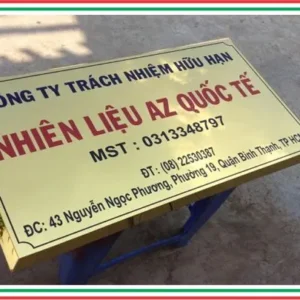 CÔNG TY TRÁCH NHIỆM HỮU HẠN
NHIÊN LIỆU AZ QUỐC TẾ
MST : 0313348797
ĐT: (08) 22530387
ĐC: 43 Nguyễn Ngọc Phương, Phường 19, Quận Bình Thạnh, TP HC